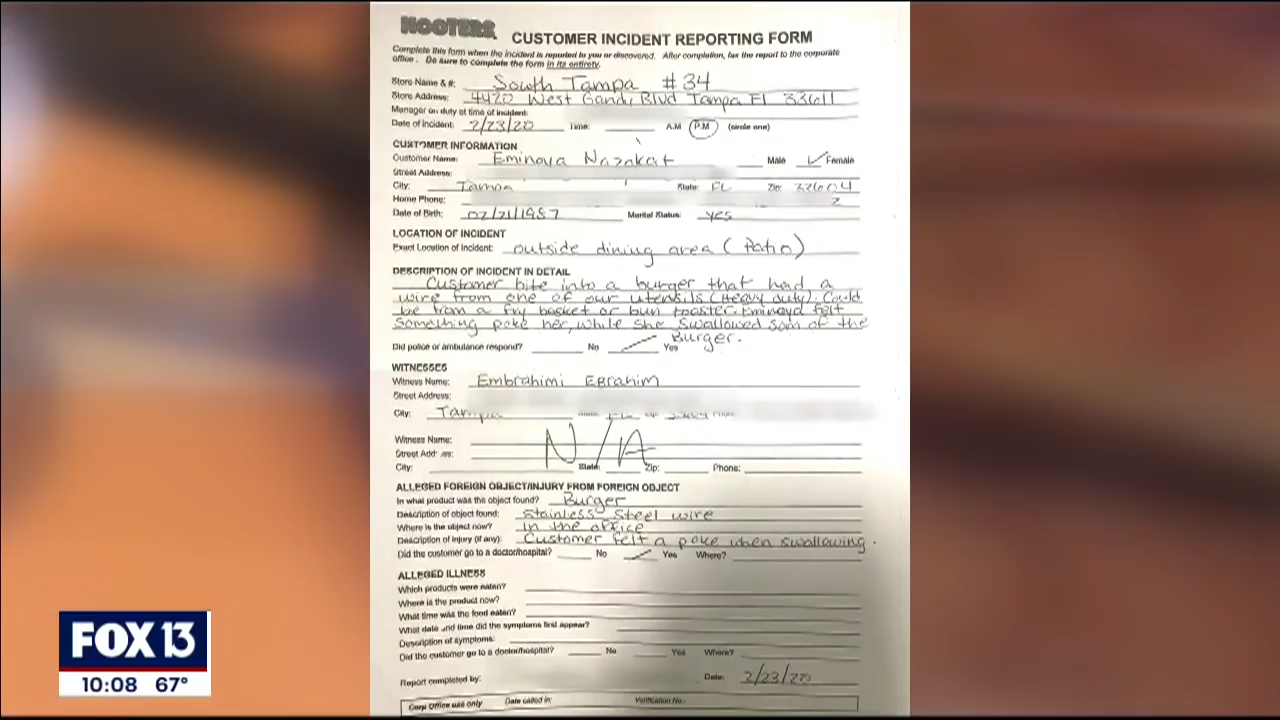 HOOTERS
CUSTOMER INCIDENT REPORTING FORM
Complete this form when the incident is reported to you or discovered. After completion, fax the report to the corporate
office. Be sure to complete the form in its entirety.
Store Name & #: South Tampa #34
Store Address: 4420 West Gandy Blvd Tampa FL 33611
Manager on duty at time of incident:
Date of Incident: 2/23/20 Time: A.M P.M (circle one)
CUSTOMER INFORMATION
Customer Name: Eminova Nazakat Male Female
Street Address:
City: Tampa State: FL Zip:
Home Phone:
Date of Birth: 02/21/1987 Marital Status: yes
LOCATION OF INCIDENT
Exact Location of Incident: outside dining area (Patio)
DESCRIPTION OF INCIDENT IN DETAIL
Customer bite into a burger that had a
wire from one of our utensils (Heavy duty). Could
be from a fry basket or bun toaster. Eminova felt
something poke her, while she swallowed som of the
Burger.
Did police or ambulance respond? No Yes
WITNESSES
Witness Name: Embrahimi Ebrahim
Street Address:
City: Tampa
Witness Name:
Street Address:
N/A
City: State: Zip: Phone:
ALLEGED FOREIGN OBJECT/INJURY FROM FOREIGN OBJECT
In what product was the object found? Burger
Description of object found: Stainless Steel wire
Where is the object now? in the office
Description of injury (if any): Customer felt a poke when swallowing.
Did the customer go to a doctor/hospital? No Yes Where?
ALLEGED ILLNESS
Which products were eaten?
Where is the product now?
What time was the food eaten?
What date and time did the symptoms first appear?
Description of symptoms:
Did the customer go to a doctor/hospital? No Yes Where?
Report completed by: Date: 2/23/20
Corp Office use only Date called in: Verification No.:
FOX 13
10:08 67°